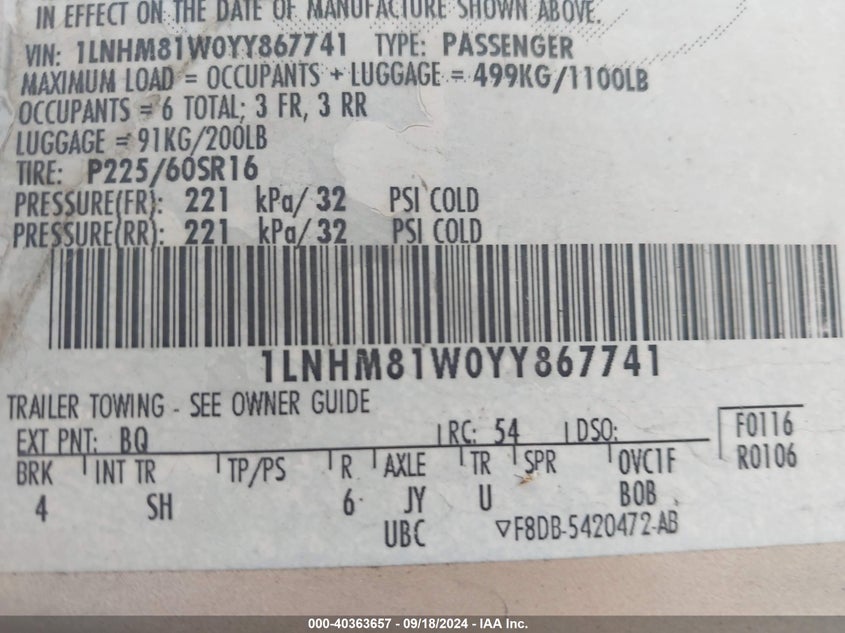 IN EFFECT ON THE DATE OF MANUFACTURE SHOWN ABOVE.
VIN: 1LNHM81W0YY867741 TYPE: PASSENGER
MAXIMUM LOAD = OCCUPANTS + LUGGAGE = 499KG/1100LB
OCCUPANTS = 6 TOTAL; 3 FR, 3 RR
LUGGAGE = 91KG/200LB
TIRE: P225/60SR16
PRESSURE(FR): 221 kPa/ 32 PSI COLD
PRESSURE(RR): 221 kPa/ 32 PSI COLD
1LNHM81W0YY867741
TRAILER TOWING - SEE OWNER GUIDE
EXT PNT: BQ RC: 54 DSO: F0116
BRK INT TR TP/PS R AXLE TR SPR OVC1F R0106
4 SH 6 JY U BOB
UBC ▽F8DB-5420472-AB
000-40363657 - 09/18/2024 - IAA Inc.